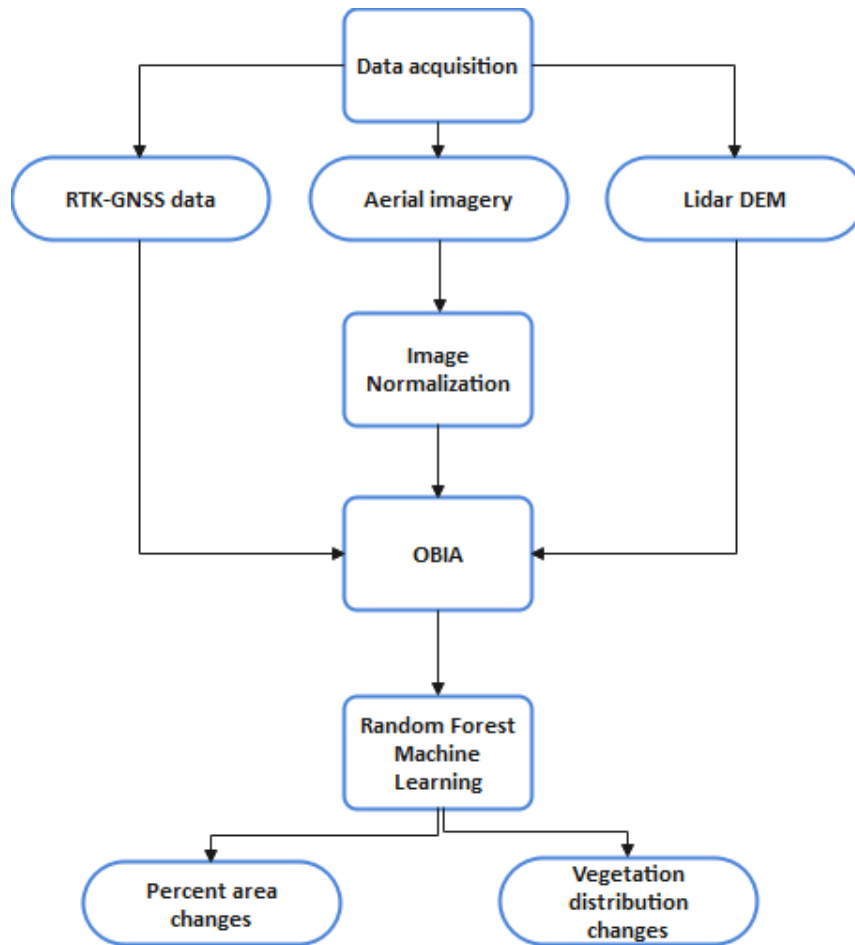 Data acquisition
RTK-GNSS data
Aerial imagery
Lidar DEM
Image
Normalization
OBIA
Random Forest
Machine
Learning
Percent area
changes
Vegetation
distribution
changes